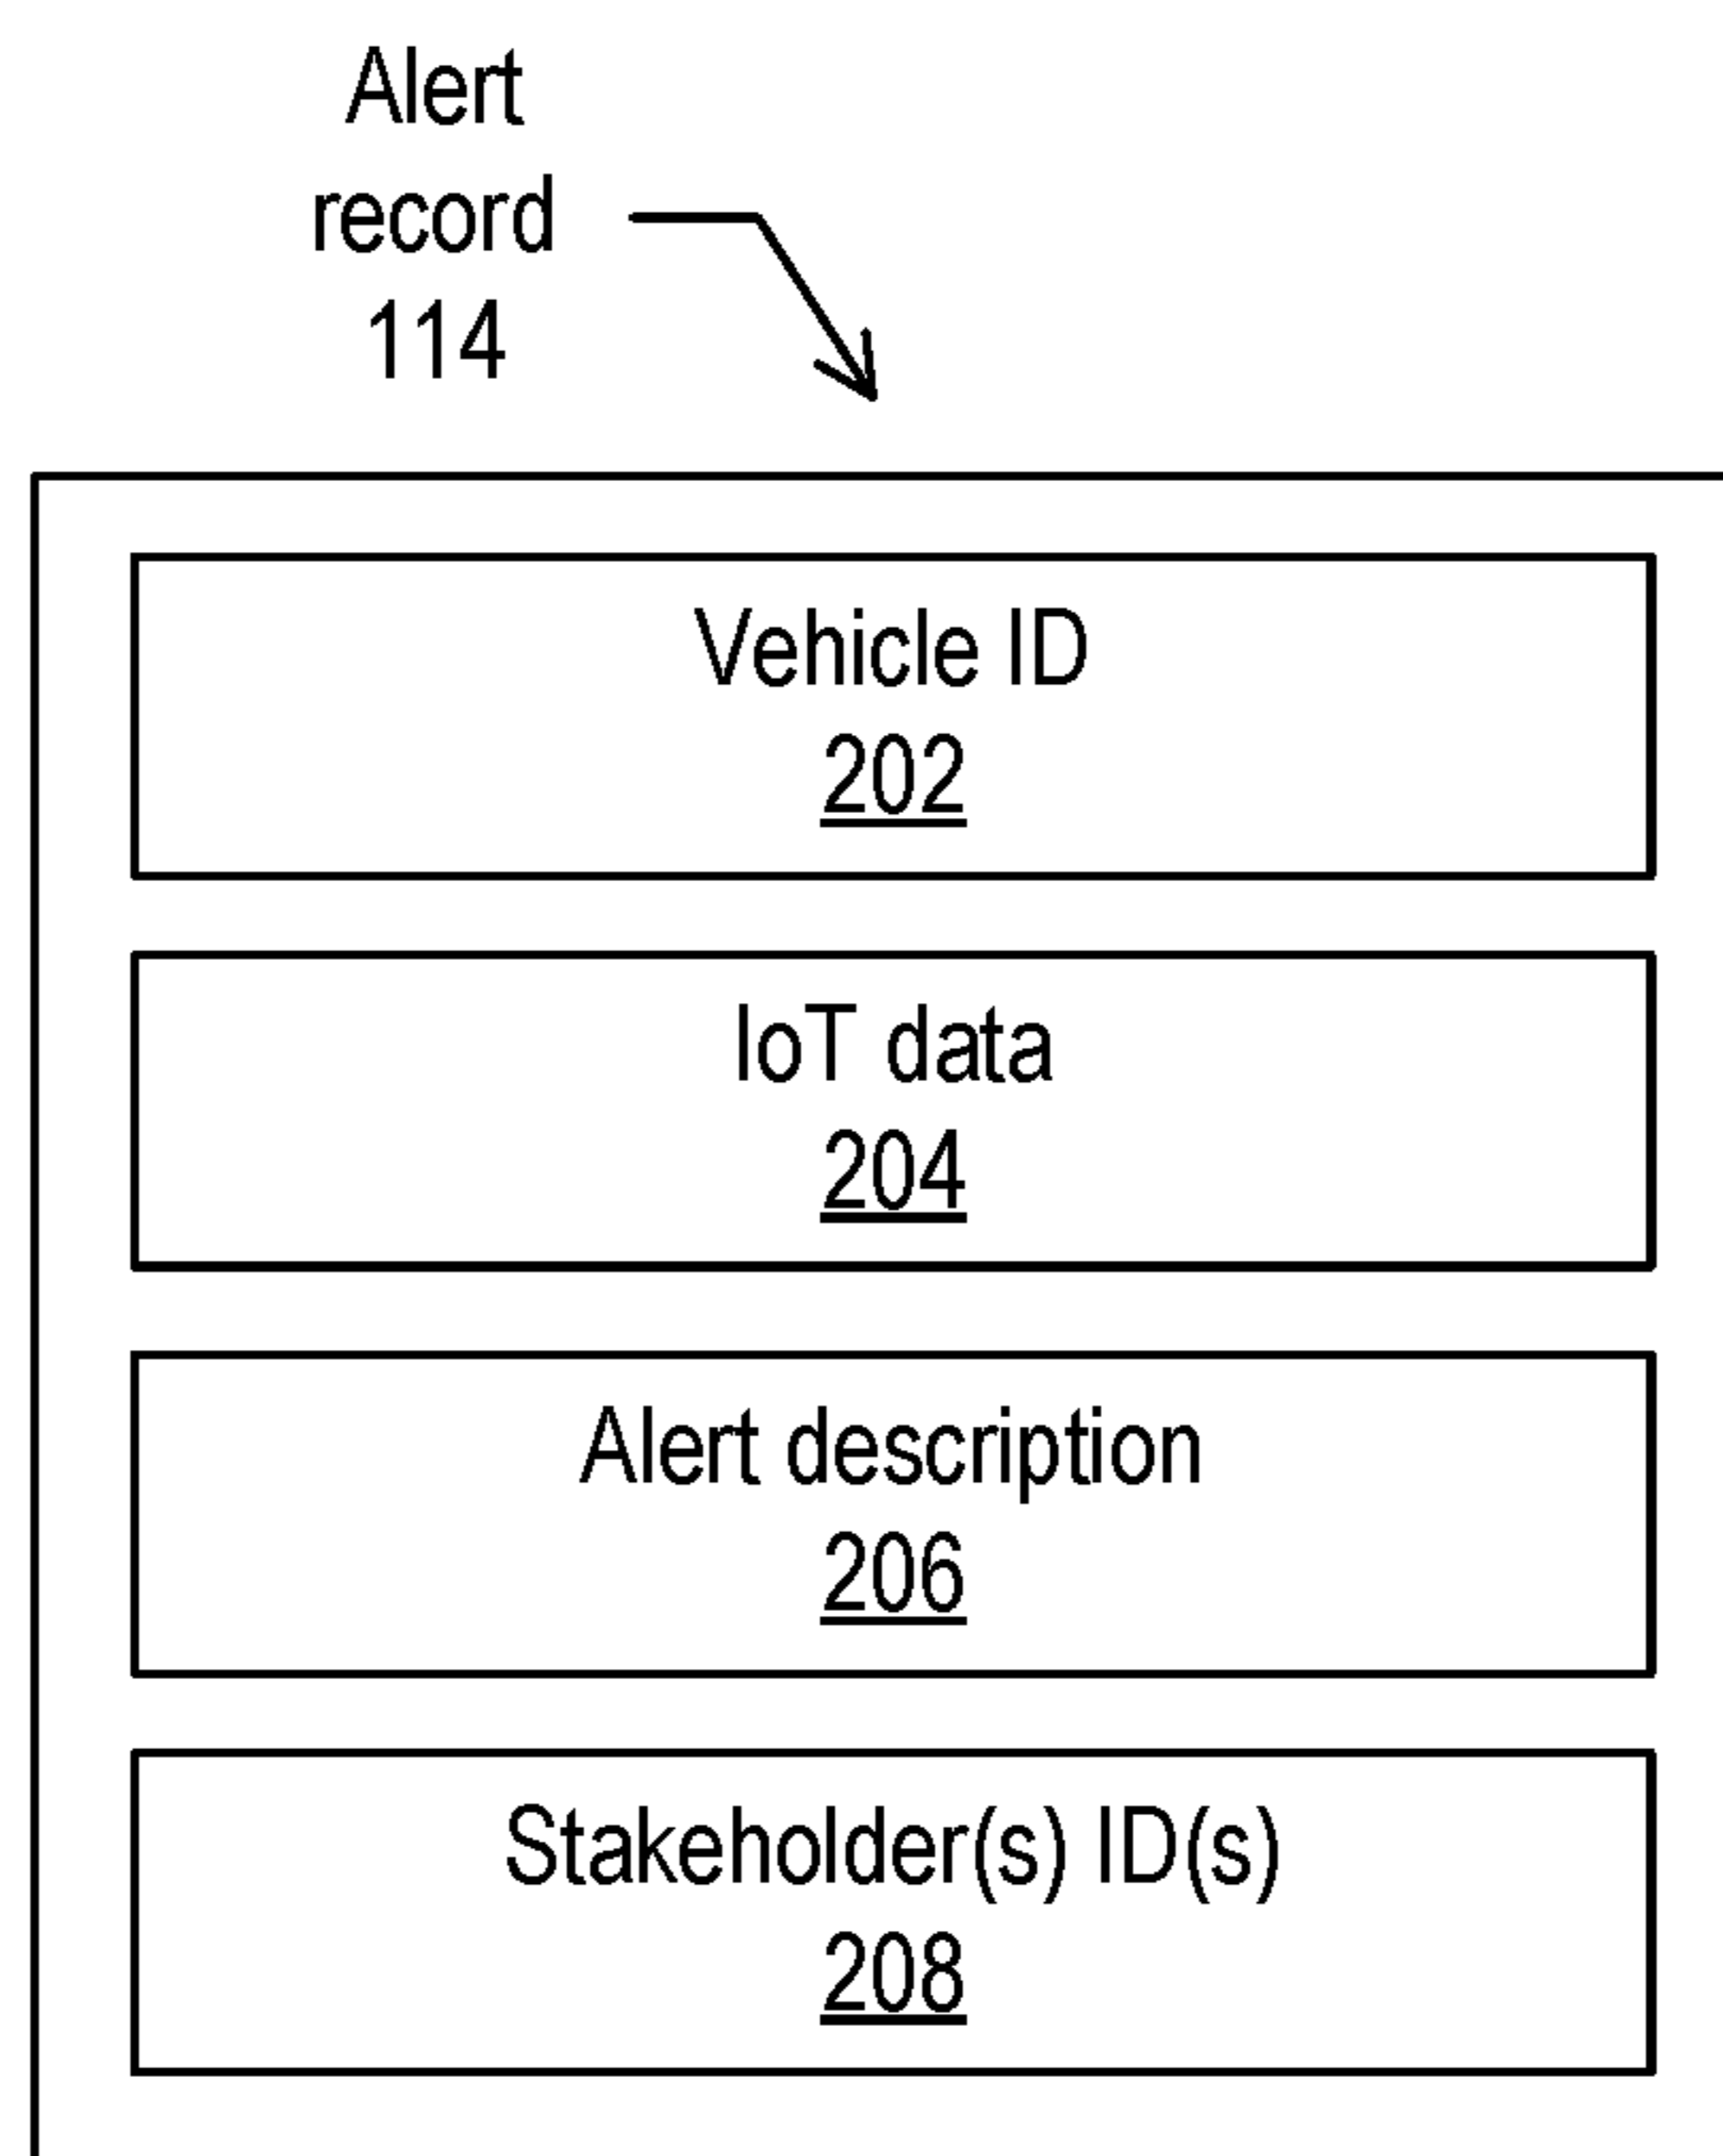 Alert
record
114
Vehicle ID
202
IoT data
204
Alert description
206
Stakeholder(s) ID(s)
208